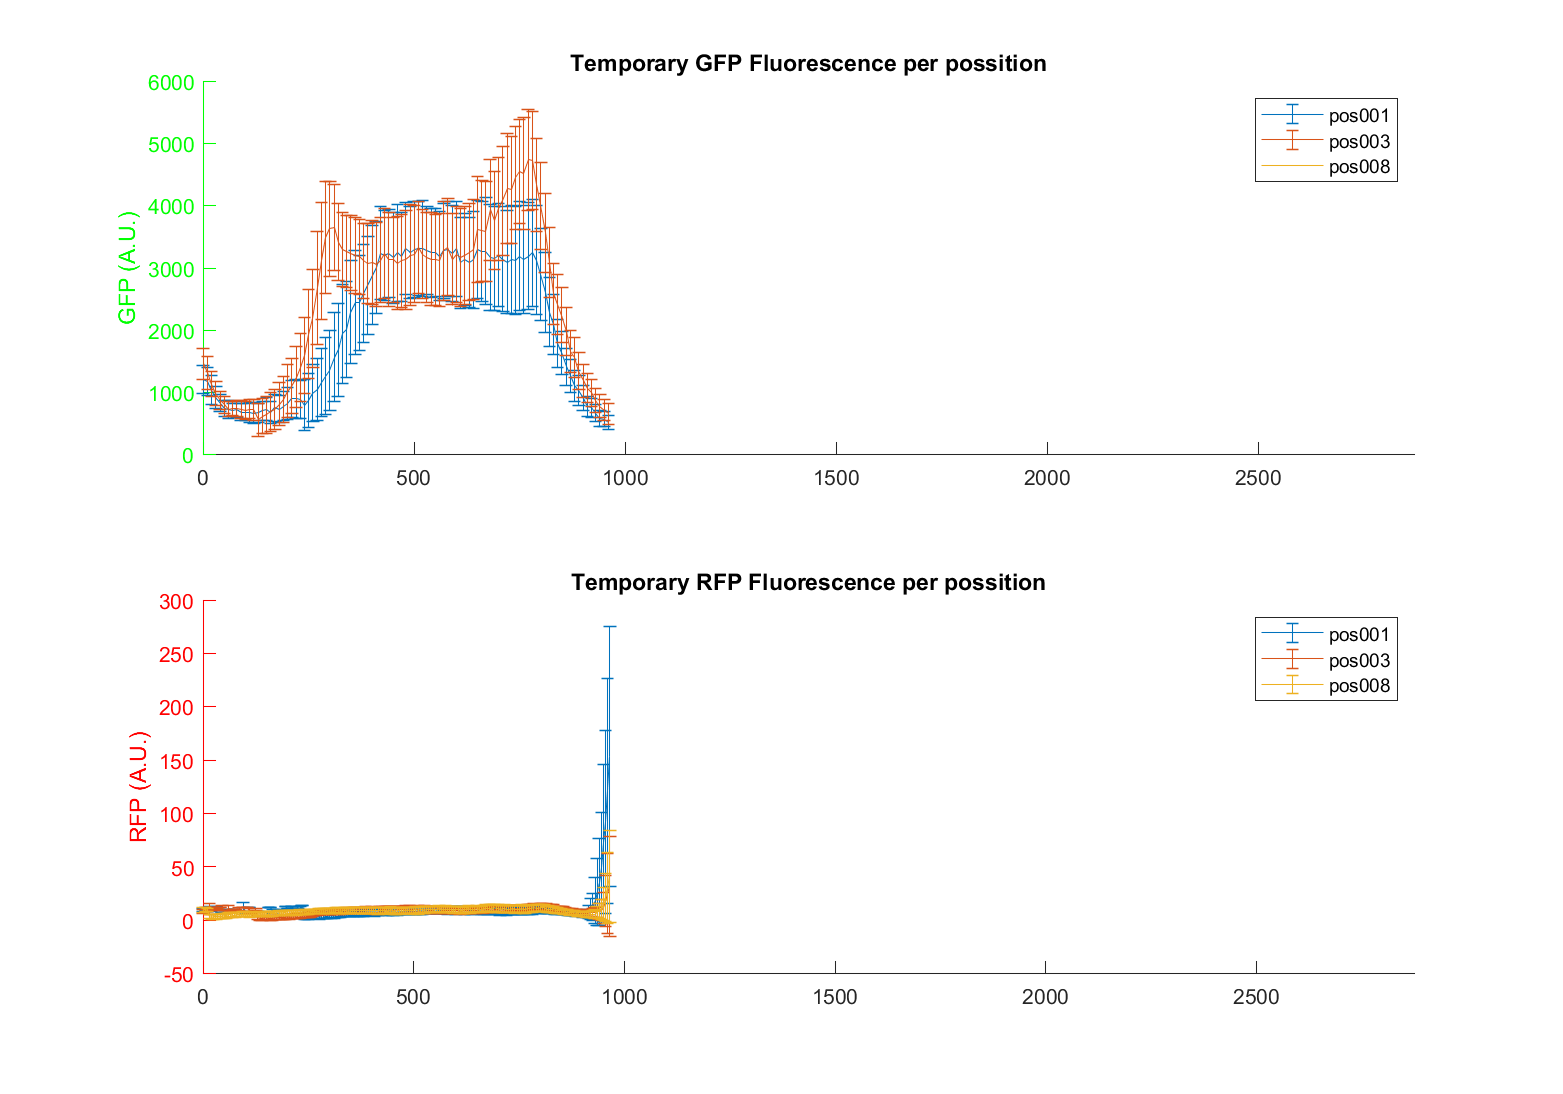 Temporary GFP Fluorescence per possition
6000
5000
4000
3000
2000
1000
0
GFP (A.U.)
pos001
pos003
pos008
0 500 1000 1500 2000 2500
Temporary RFP Fluorescence per possition
300
250
200
150
100
50
0
-50
RFP (A.U.)
pos001
pos003
pos008
0 500 1000 1500 2000 2500